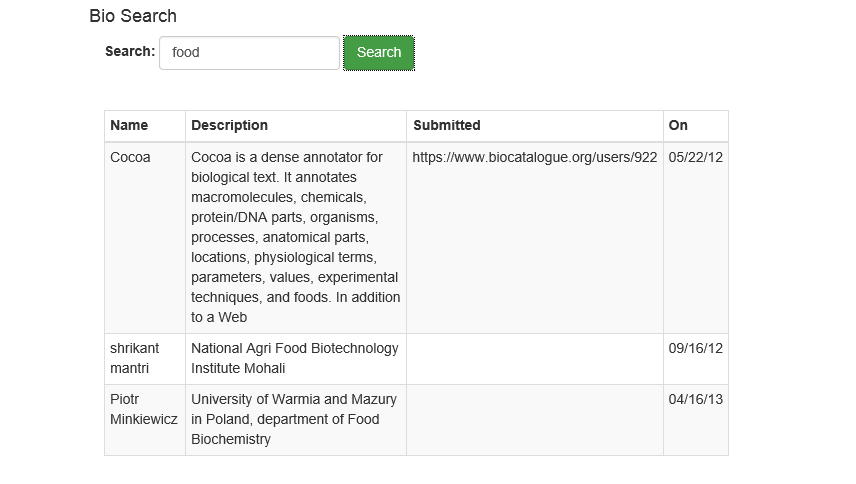 Bio Search
Search: food Search
Name Description Submitted On
Cocoa Cocoa is a dense annotator for https://www.biocatalogue.org/users/922 05/22/12
biological text. It annotates
macromolecules, chemicals,
protein/DNA parts, organisms,
processes, anatomical parts,
locations, physiological terms,
parameters, values, experimental
techniques, and foods. In addition
to a Web
shrikant National Agri Food Biotechnology 09/16/12
mantri Institute Mohali
Piotr University of Warmia and Mazury 04/16/13
Minkiewicz in Poland, department of Food
Biochemistry